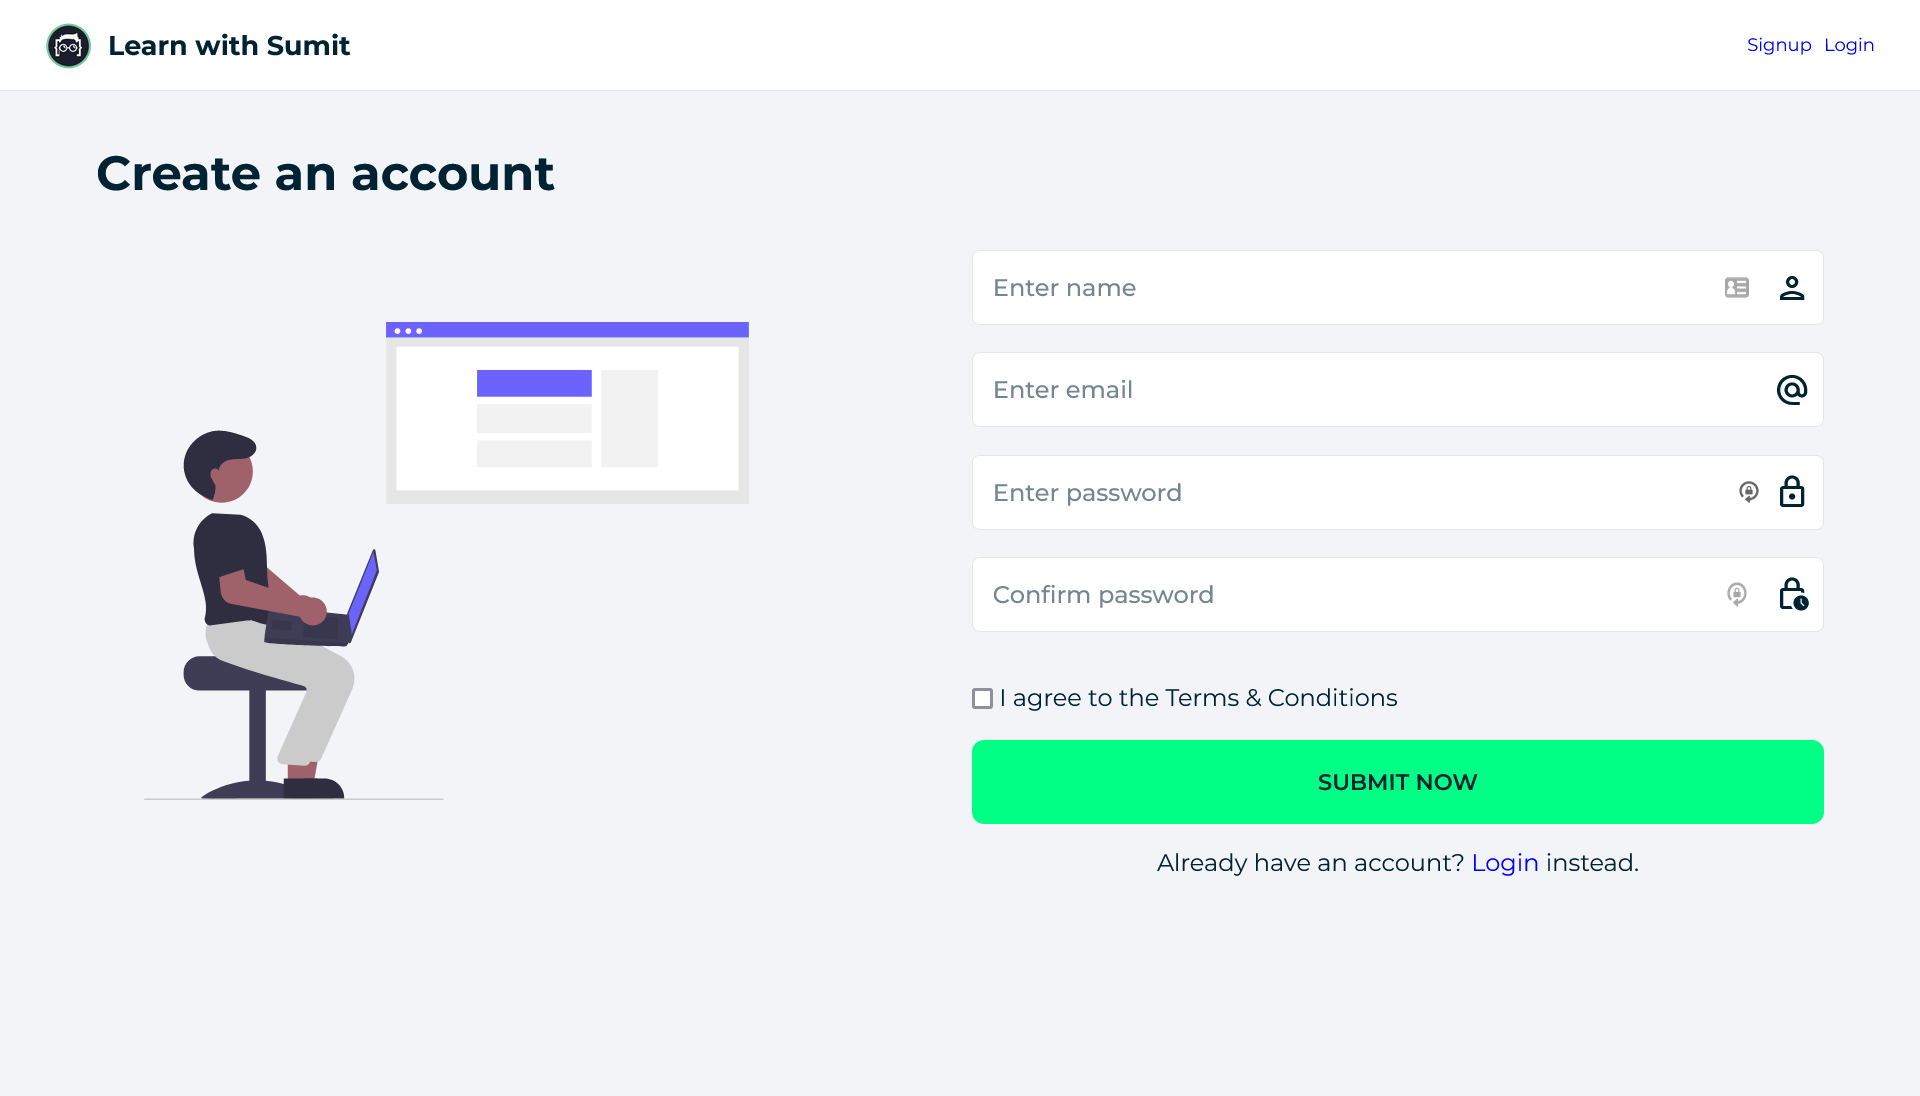 Learn with Sumit
Signup Login
Create an account
Enter name
Enter email
Enter password
Confirm password
I agree to the Terms & Conditions
SUBMIT NOW
Already have an account? Login instead.